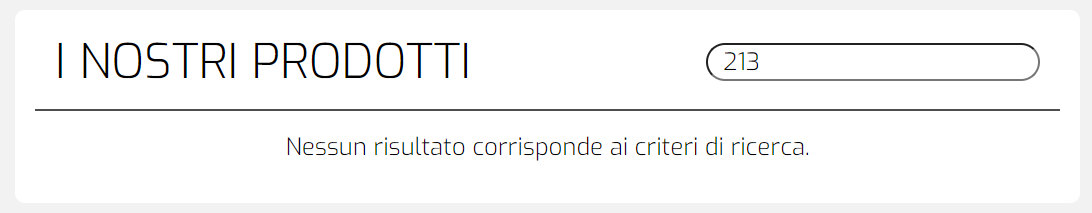 I NOSTRI PRODOTTI
213
Nessun risultato corrisponde ai criteri di ricerca.